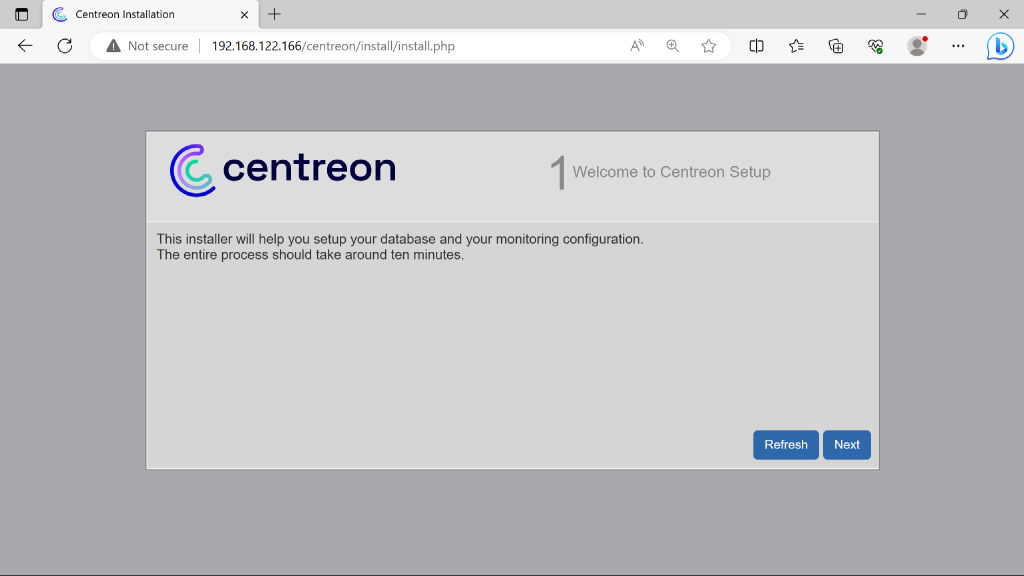 Centreon Installation
Not secure
192.168.122.166/centreon/install/install.php
centreon
1 Welcome to Centreon Setup
This installer will help you setup your database and your monitoring configuration.
The entire process should take around ten minutes.
Refresh Next